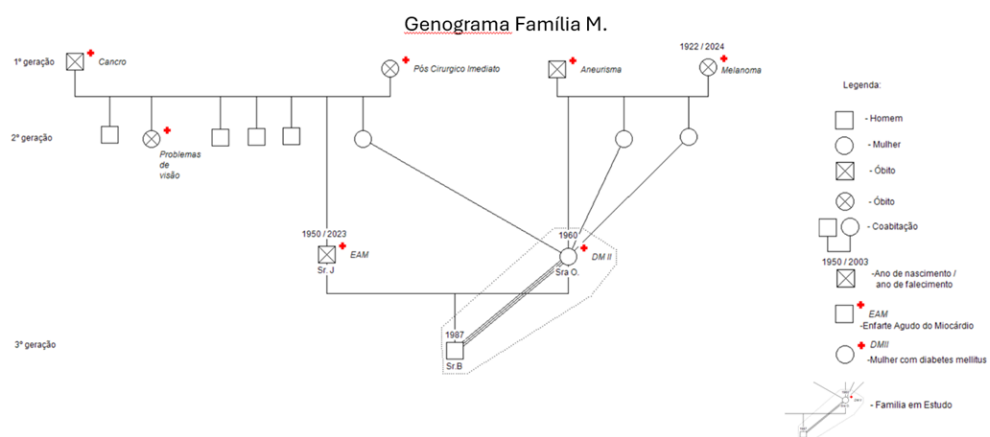 Genograma Família M.
1ª geração
Cancro
Pós Cirurgico Imediato
Aneurisma
1922 / 2024
Melanoma
2ª geração
Problemas
de
visão
1950 / 2023
EAM
Sr. J
1960
DM II
Sra O.
3ª geração
1987
Sr.B
Legenda:
- Homem
- Mulher
- Óbito
- Óbito
- Coabitação
1950 / 2003
-Ano de nascimento /
ano de falecimento
EAM
-Enfarte Agudo do Miocárdio
DMII
-Mulher com diabetes mellitus
- Família em Estudo